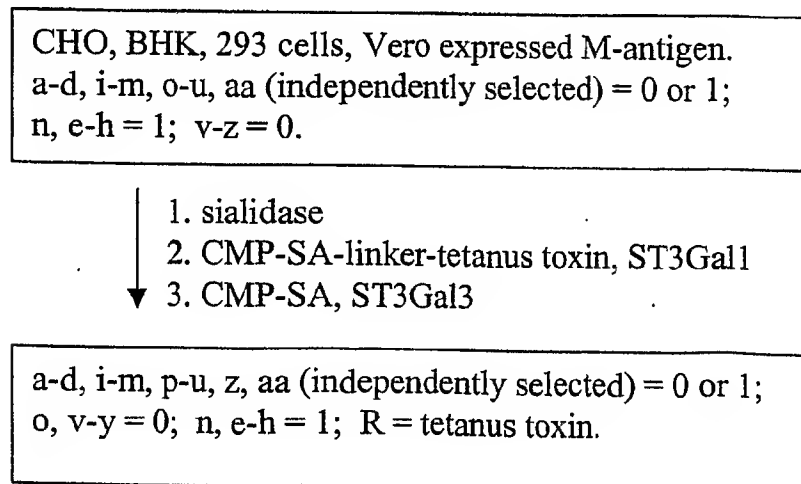 CHO, BHK, 293 cells, Vero expressed M-antigen.
a-d, i-m, o-u, aa (independently selected) = 0 or 1;
n, e-h = 1; v-z = 0.
1. sialidase
2. CMP-SA-linker-tetanus toxin, ST3Gal1
3. CMP-SA, ST3Gal3
a-d, i-m, p-u, z, aa (independently selected) = 0 or 1;
o, v-y = 0; n, e-h = 1; R = tetanus toxin.